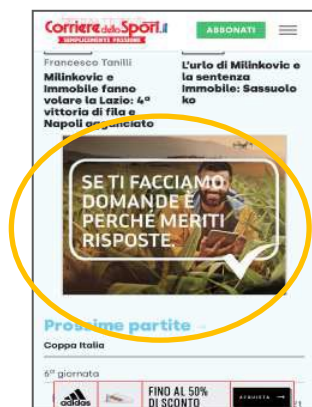 Corriere dello Sport.it
SEMPLICEMENTE PASSIONE
ABBONATI
Francesco Tanilli
Milinkovic e
Immobile fanno
volare la Lazio: 4ª
vittoria di fila e
Napoli agganciato
L'urlo di Milinkovic e
la sentenza
Immobile: Sassuolo
ko
SE TI FACCIAMO
DOMANDE È
PERCHÉ MERITI
RISPOSTE.
Prossime partite
Coppa Italia
6ª giornata
adidas
FINO AL 50%
DI SCONTO
ACQUISTA →